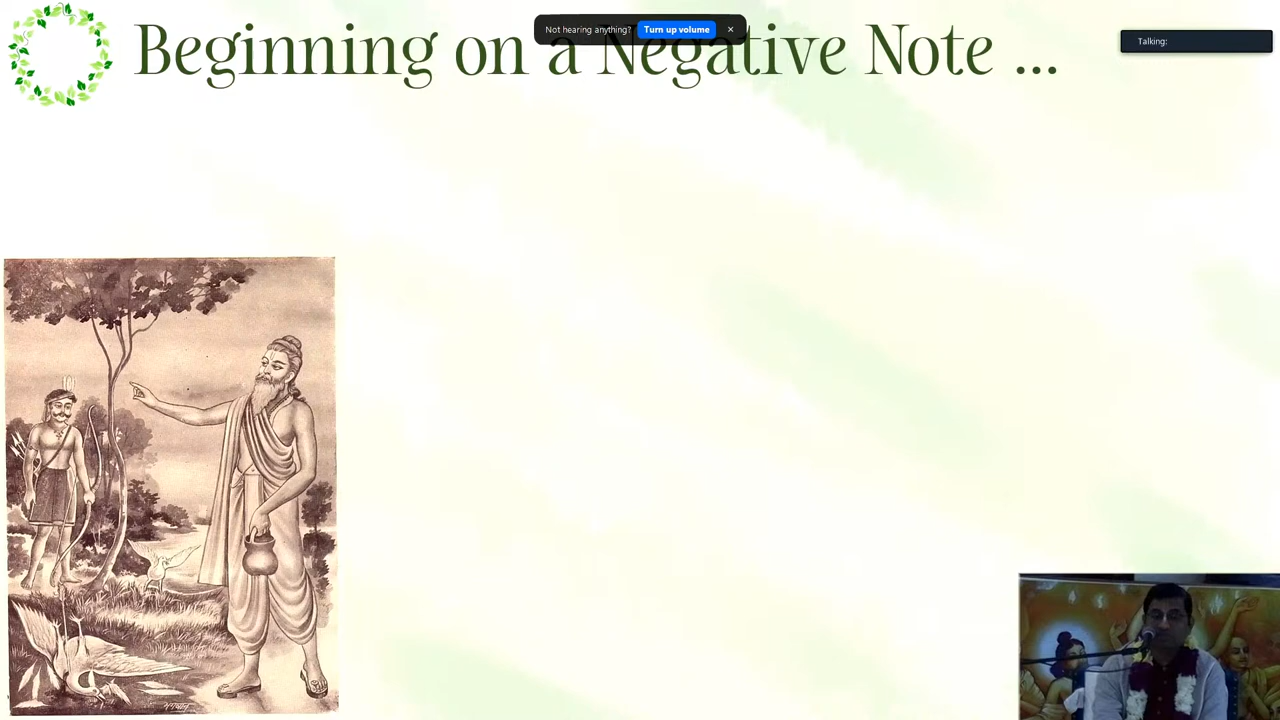 Beginning on a Negative Note ...
Not hearing anything? Turn up volume
Talking: